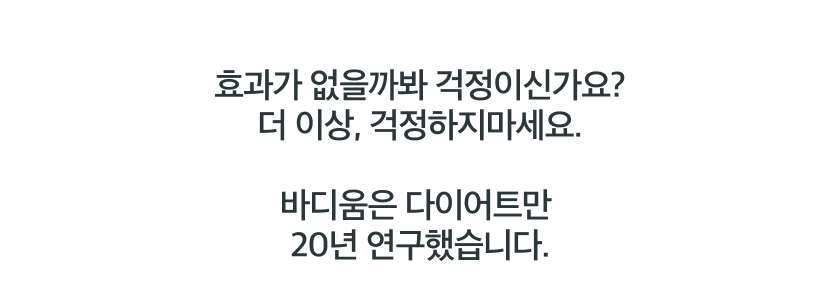 효과가 없을까봐 걱정이신가요?
더 이상, 걱정하지마세요.
바디움은 다이어트만
20년 연구했습니다.